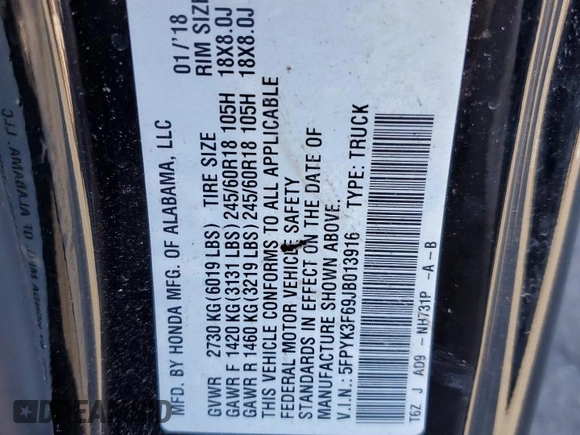 MFD. BY HONDA MFG. OF ALABAMA, LLC 01/'18
GVWR 2730 KG (6019 LBS) TIRE SIZE RIM SIZE
GAWR F 1420 KG (3131 LBS) 245/60R18 105H 18X8.0J
GAWR R 1460 KG (3219 LBS) 245/60R18 105H 18X8.0J
THIS VEHICLE CONFORMS TO ALL APPLICABLE
FEDERAL MOTOR VEHICLE SAFETY
STANDARDS IN EFFECT ON THE DATE OF
MANUFACTURE SHOWN ABOVE.
V.I.N.: 5FPYK3F69JB013916 TYPE: TRUCK
T6Z J AD9 - NH731P -A -B